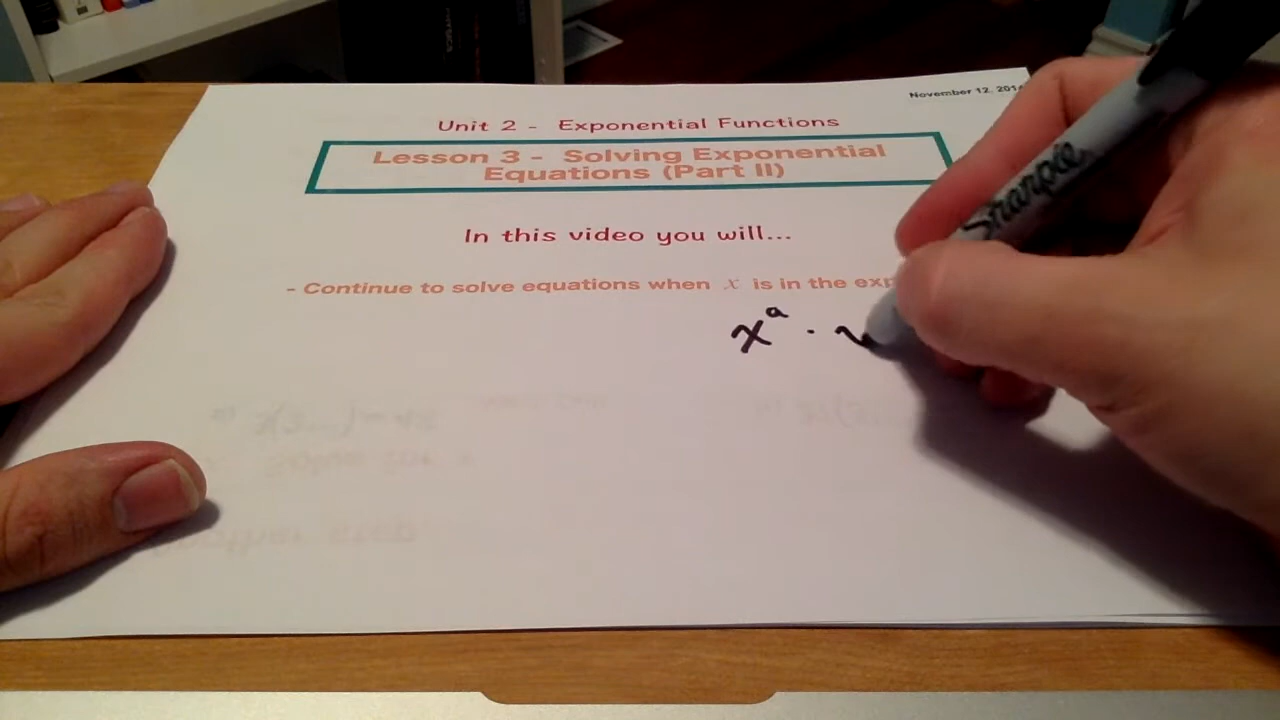 November 12, 201
Unit 2 - Exponential Functions
Lesson 3 - Solving Exponential
Equations (Part II)
In this video you will...
- Continue to solve equations when x is in the exp
x^a ·
Sharpie